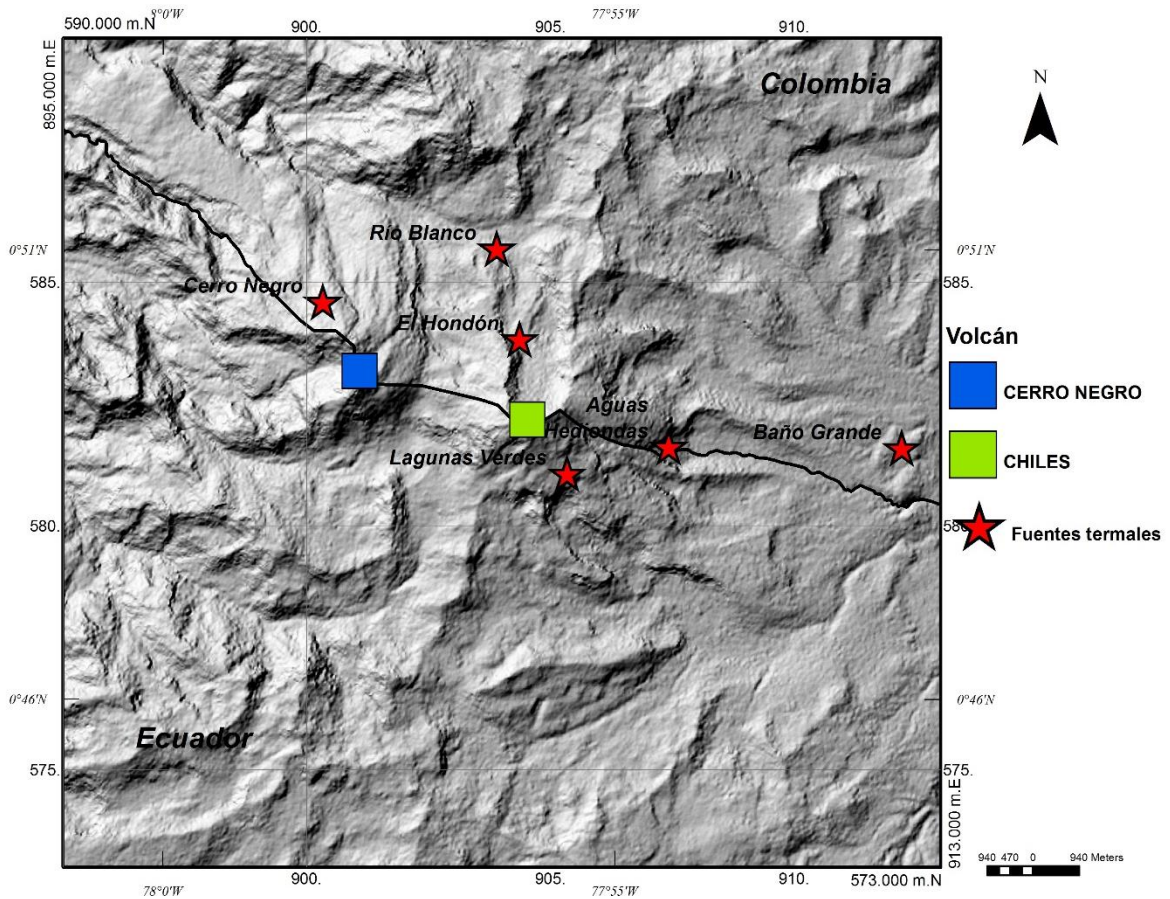 8°0'W
77°55'W
590.000 m.N
900.
905.
910.
895.000 m.E
Colombia
N
Río Blanco
0°51'N
0°51'N
585.
585.
Cerro Negro
El Hondón
Volcán
CERRO NEGRO
Aguas
Hediondas
Baño Grande
CHILES
Lagunas Verdes
580.
580.
Fuentes termales
0°46'N
0°46'N
Ecuador
575.
575.
913.000 m.E
940 470 0 940 Meters
900.
905.
910.
573.000 m.N
78°0'W
77°55'W